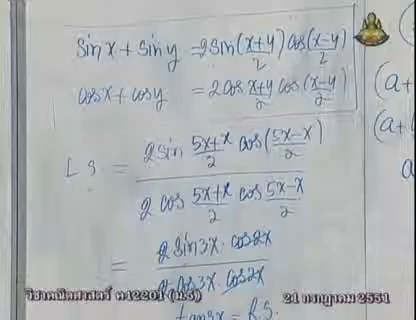 sin x + sin y = 2 sin (x+y)/2 cos (x-y)/2
cos x + cos y = 2 cos x+y/2 cos (x-y)/2
(a+
(a+
a
L S = 2 sin 5x+x/2 cos (5x-x)/2
2 cos 5x+x/2 cos 5x-x/2
= 2 sin 3x · cos 2x
2 cos 3x · cos 2x
วิชาคณิตศาสตร์ ค42201 (ม.5)
21 กรกฎาคม 2551
tan 3x = R.S.